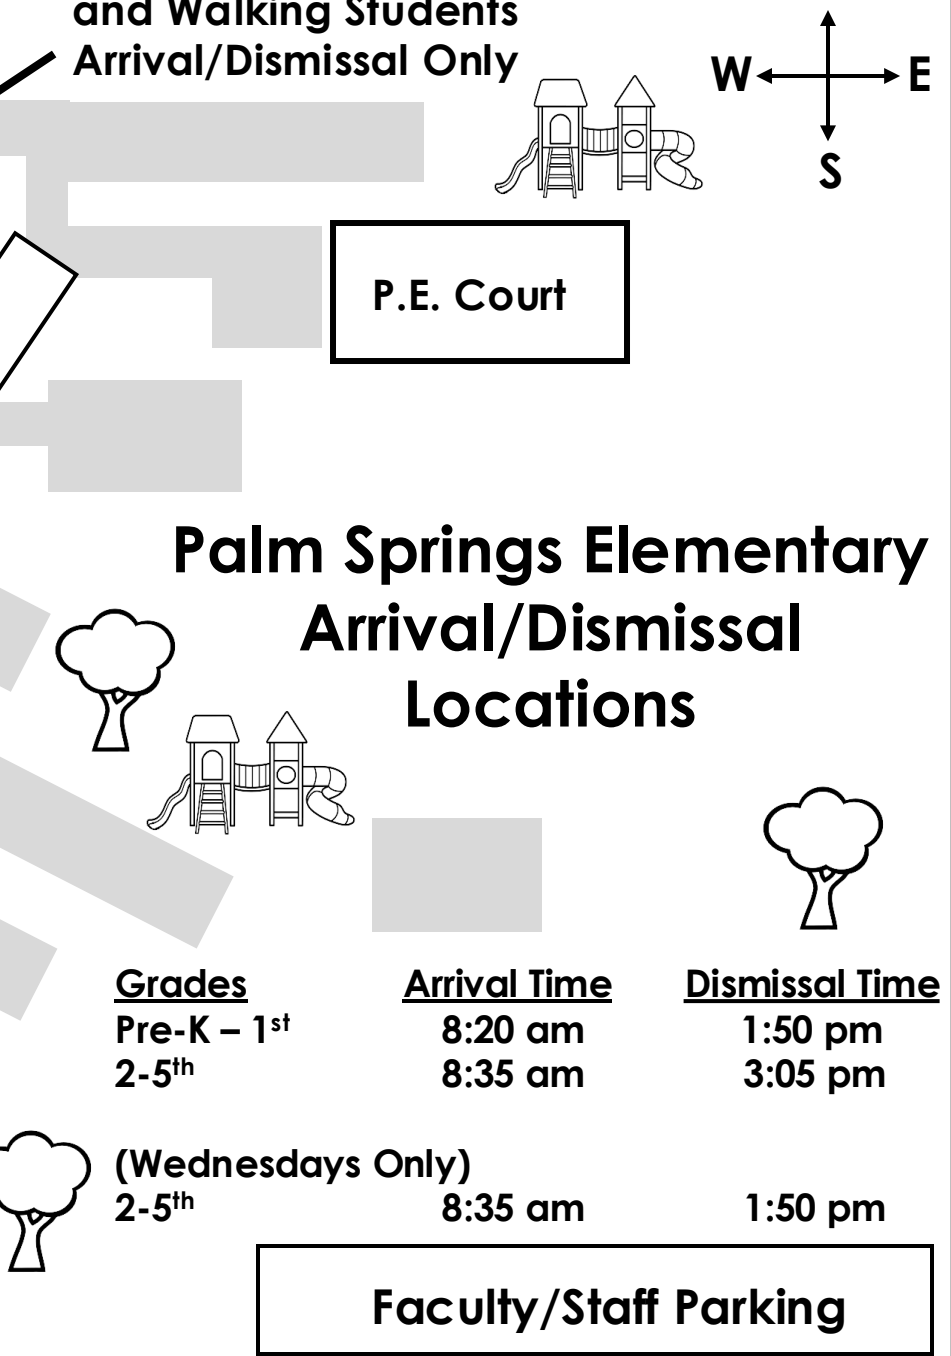 and Walking Students
Arrival/Dismissal Only
W E
S
P.E. Court
Palm Springs Elementary
Arrival/Dismissal
Locations
Grades Arrival Time Dismissal Time
Pre-K – 1st 8:20 am 1:50 pm
2-5th 8:35 am 3:05 pm
(Wednesdays Only)
2-5th 8:35 am 1:50 pm
Faculty/Staff Parking